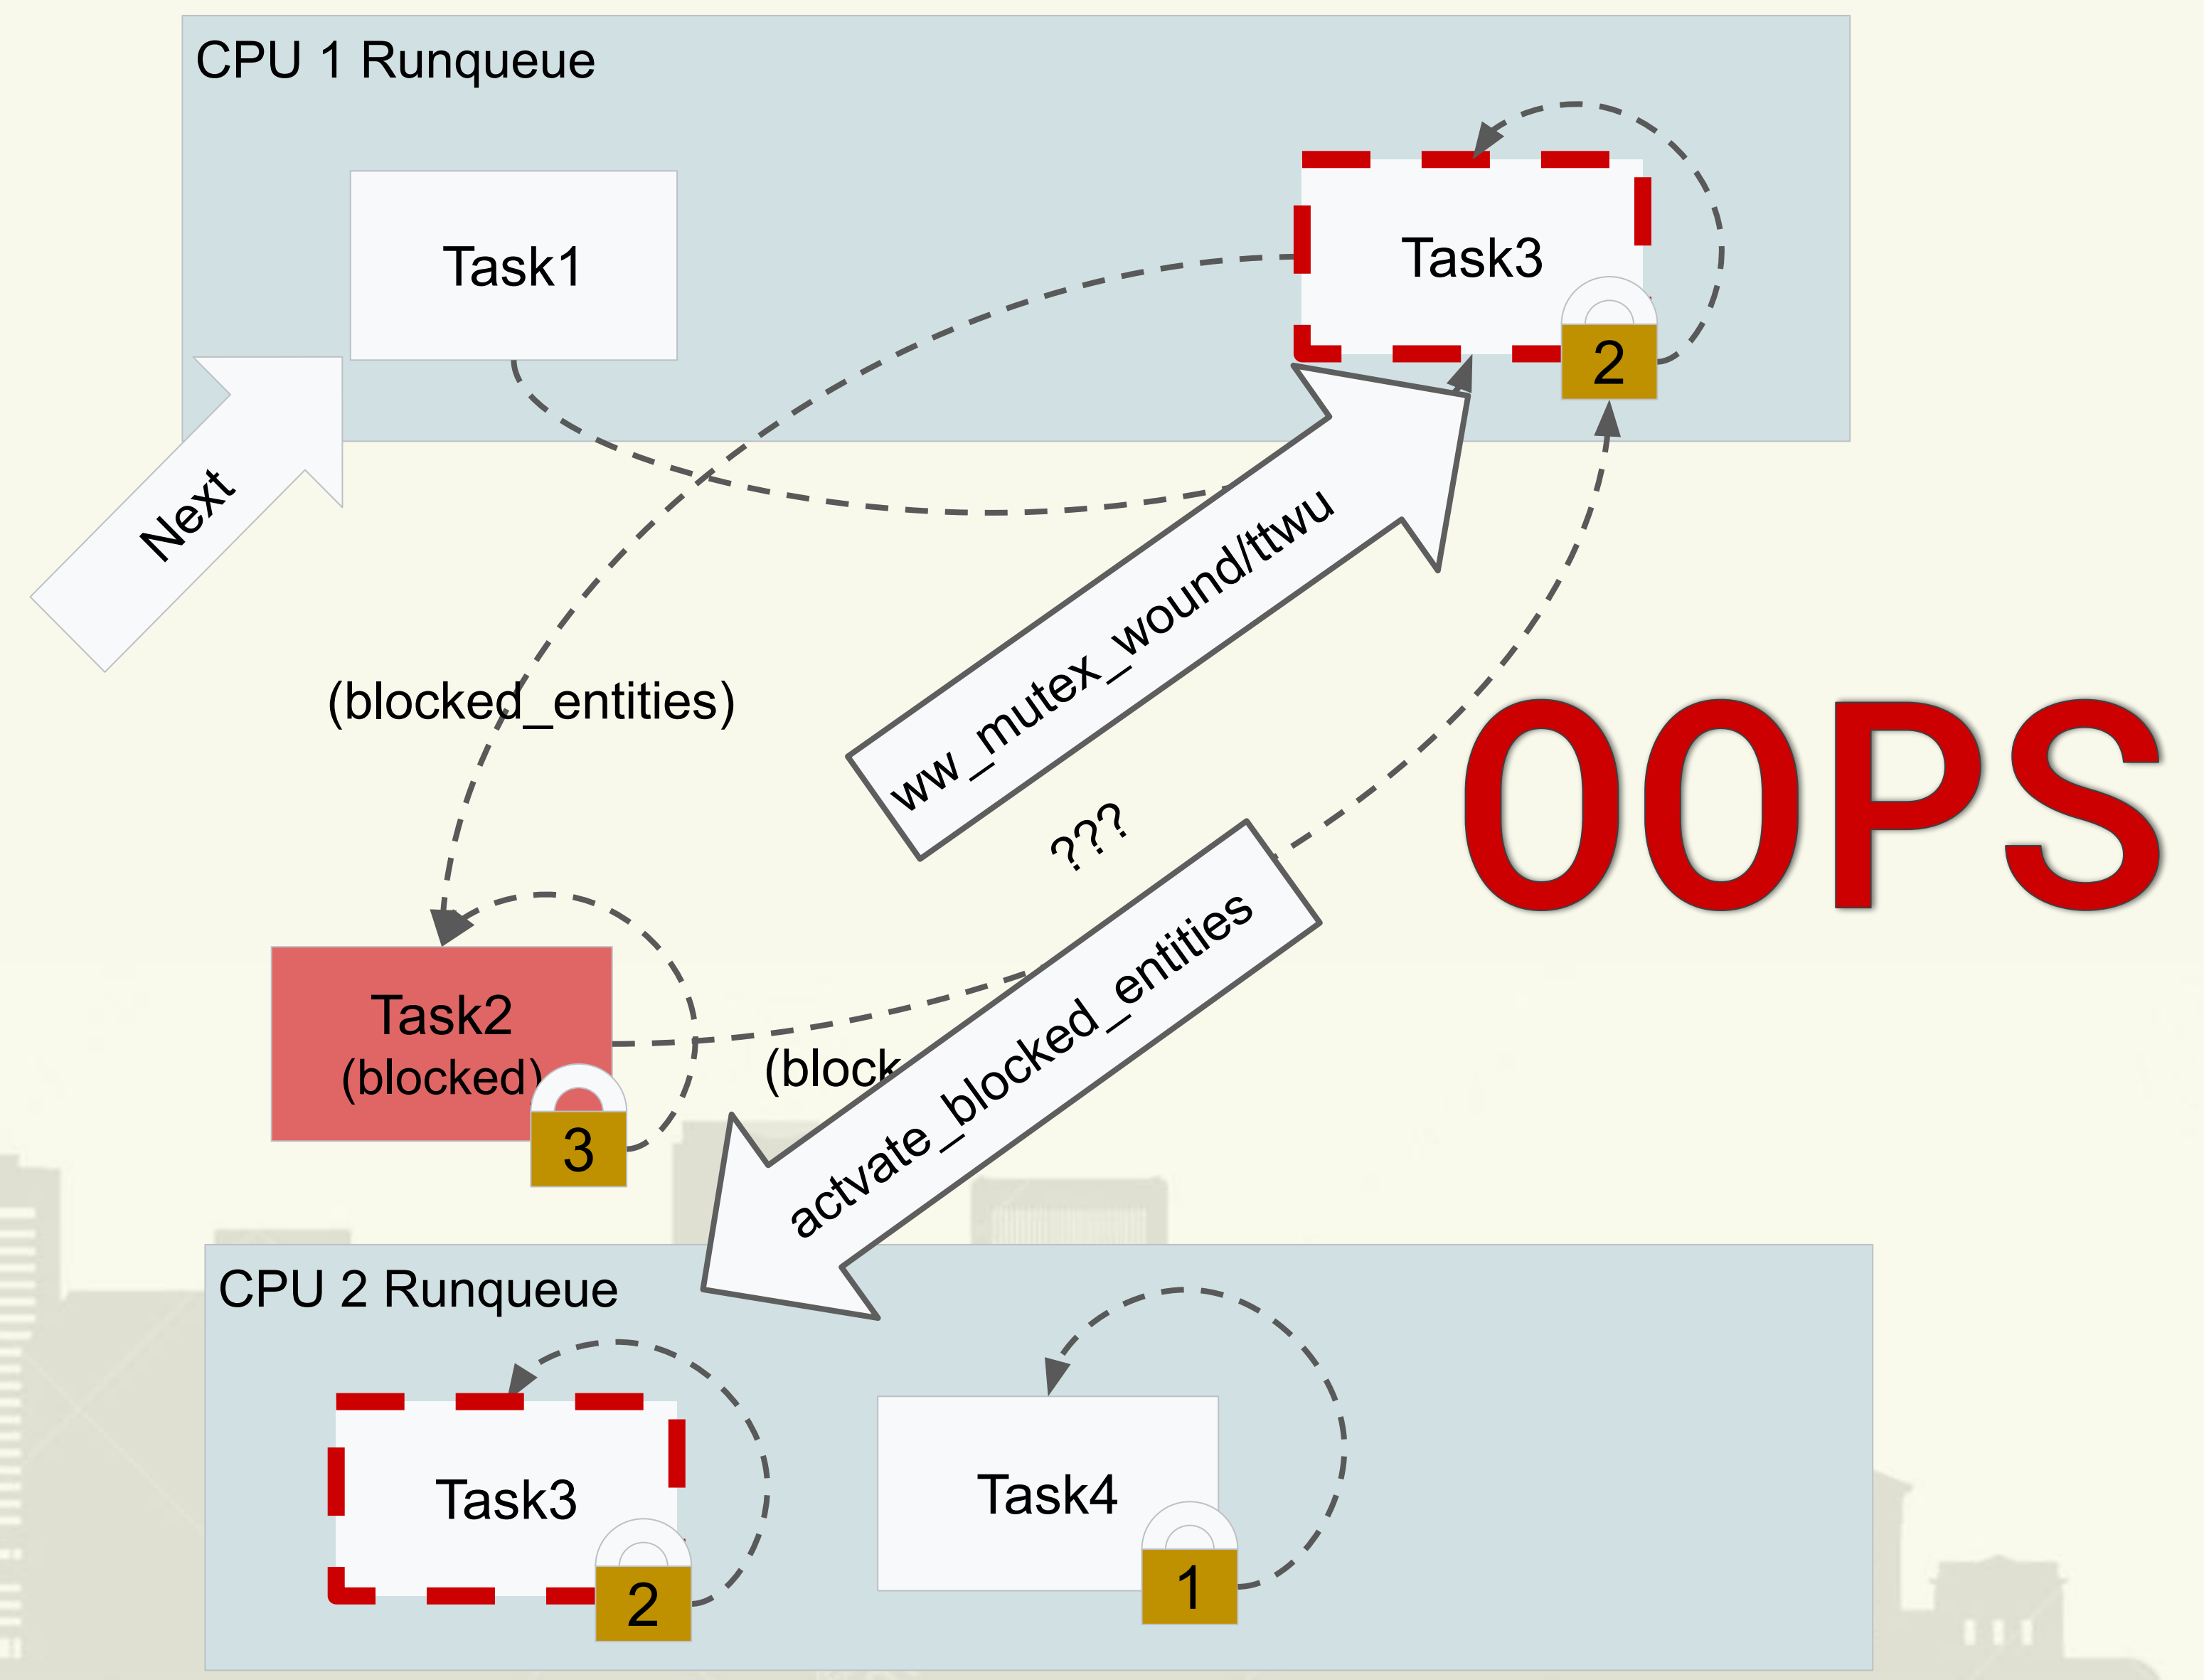 CPU 1 Runqueue
Task1
Task3
2
Next
ww_mutex_wound/ttwu
(blocked_entities)
???
OOPS
actvate_blocked_entities
Task2
(blocked)
3
(block
CPU 2 Runqueue
Task3
2
Task4
1